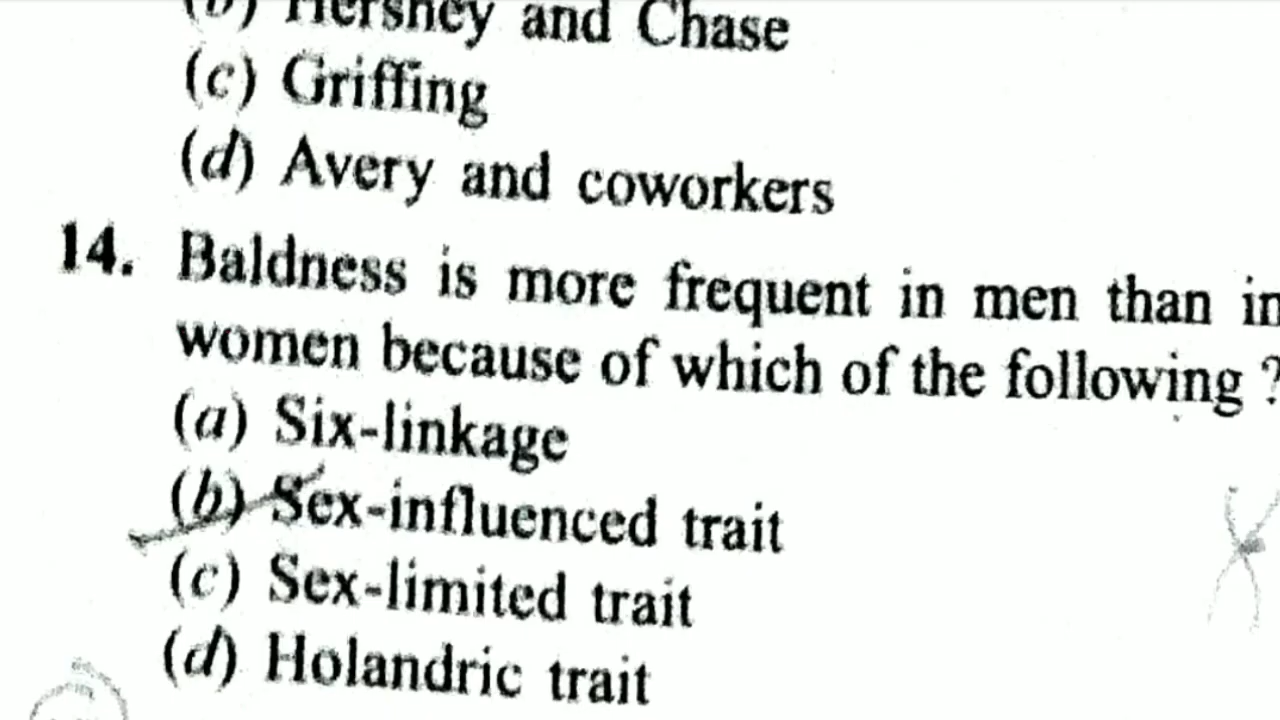 (b) Hershey and Chase
(c) Griffing
(d) Avery and coworkers
14. Baldness is more frequent in men than in
women because of which of the following ?
(a) Six-linkage
(b) Sex-influenced trait
(c) Sex-limited trait
(d) Holandric trait